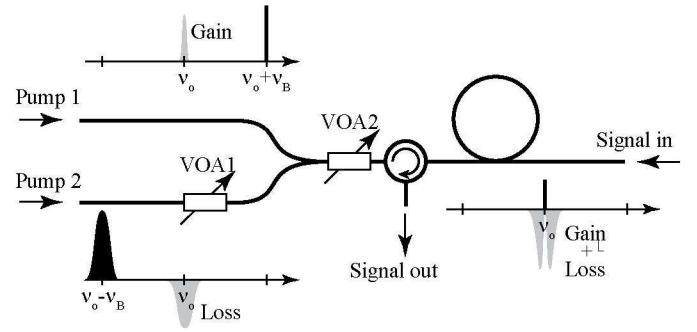 Gain
ν₀
ν₀+ν_B
Pump 1
VOA2
Signal in
VOA1
Pump 2
ν₀
Gain
+
Loss
Signal out
ν₀-ν_B
ν₀
Loss